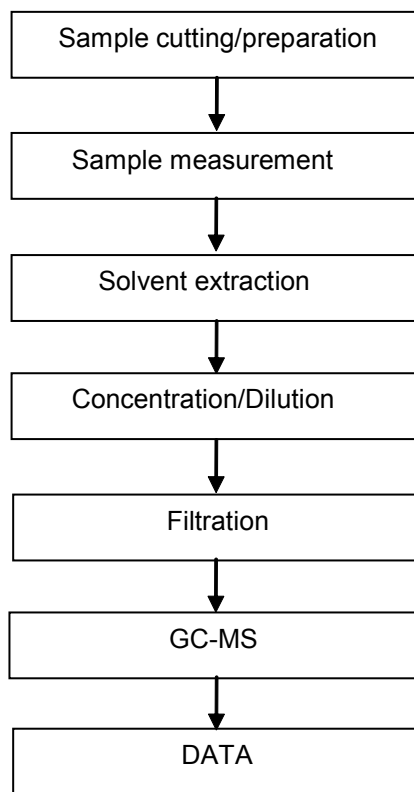 Sample cutting/preparation
Sample measurement
Solvent extraction
Concentration/Dilution
Filtration
GC-MS
DATA